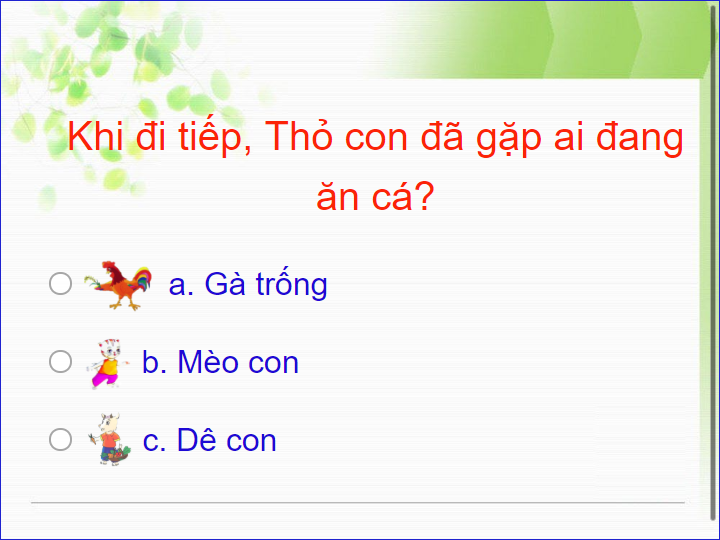 Khi đi tiếp, Thỏ con đã gặp ai đang
ăn cá?
a. Gà trống
b. Mèo con
c. Dê con